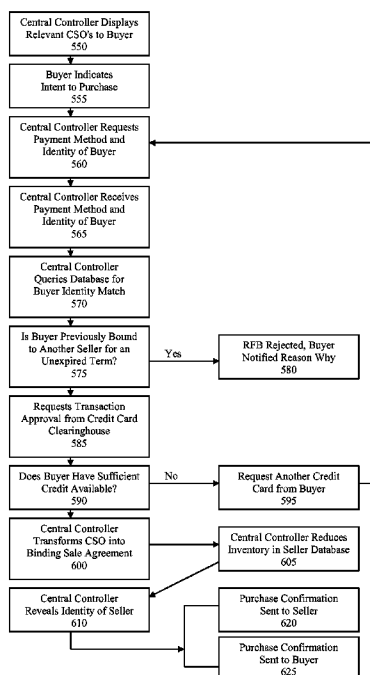 Central Controller Displays
Relevant CSO's to Buyer
550
Buyer Indicates
Intent to Purchase
555
Central Controller Requests
Payment Method and
Identity of Buyer
560
Central Controller Receives
Payment Method and
Identity of Buyer
565
Central Controller
Queries Database for
Buyer Identity Match
570
Is Buyer Previously Bound
to Another Seller for an
Unexpired Term?
575
Yes
RFB Rejected, Buyer
Notified Reason Why
580
Requests Transaction
Approval from Credit Card
Clearinghouse
585
Does Buyer Have Sufficient
Credit Available?
590
No
Request Another Credit
Card from Buyer
595
Central Controller
Transforms CSO into
Binding Sale Agreement
600
Central Controller Reduces
Inventory in Seller Database
605
Central Controller
Reveals Identity of Seller
610
Purchase Confirmation
Sent to Seller
620
Purchase Confirmation
Sent to Buyer
625